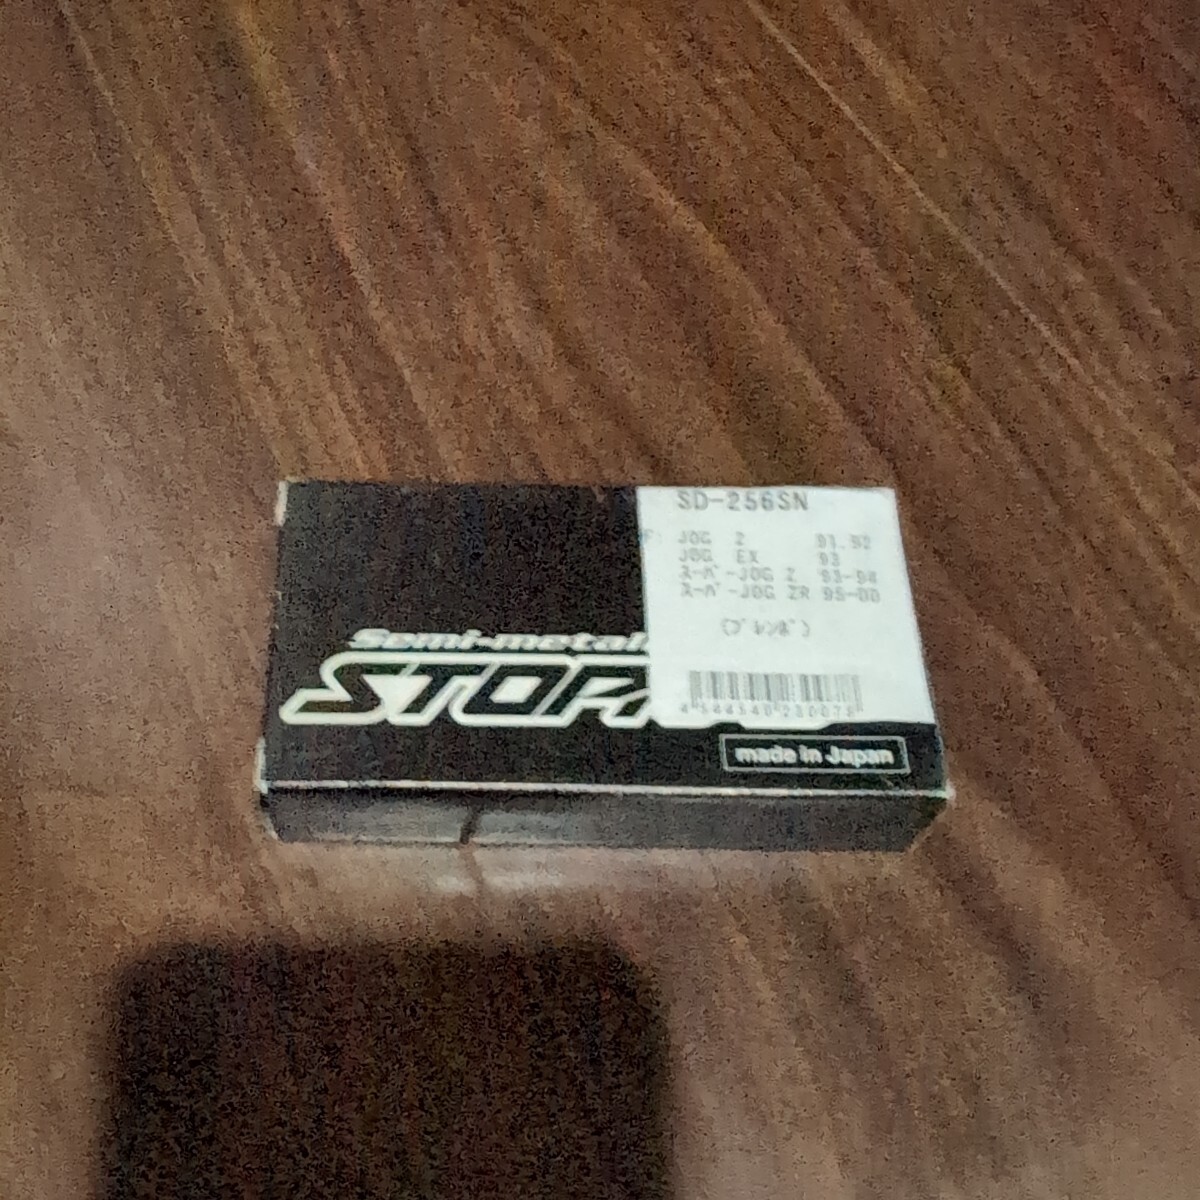 SD-256SN
F: JOG Z 91.92
JOG EX 93
ｽｰﾊﾟｰJOG Z 93-94
ｽｰﾊﾟｰJOG ZR 95-00
(ﾌﾞﾚﾝﾎﾞ)
Semi-metal
STOP
made in Japan